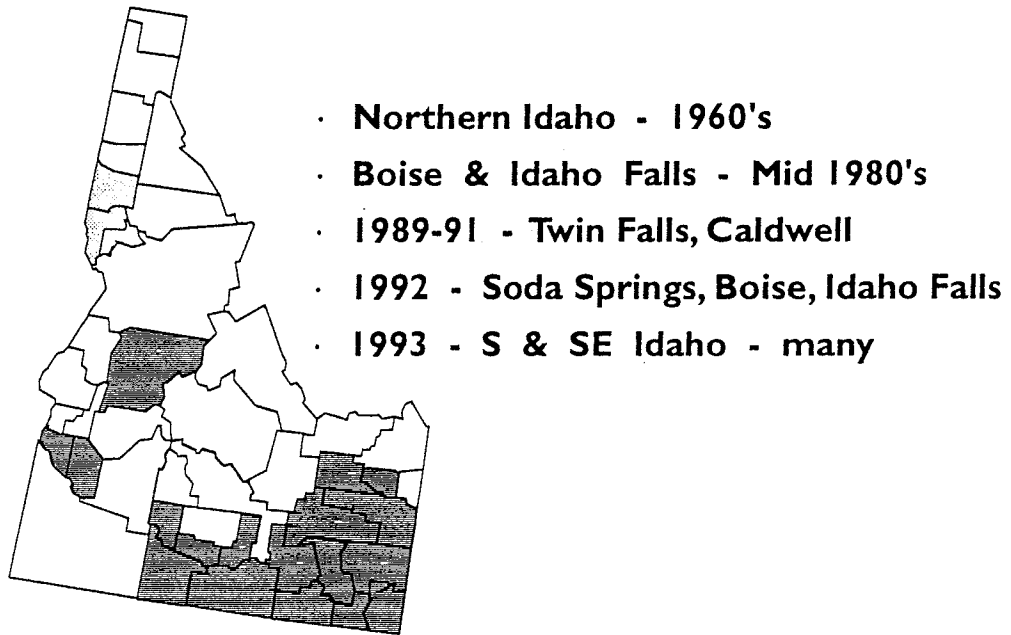 · Northern Idaho - 1960's
· Boise & Idaho Falls - Mid 1980's
· 1989-91 - Twin Falls, Caldwell
· 1992 - Soda Springs, Boise, Idaho Falls
· 1993 - S & SE Idaho - many